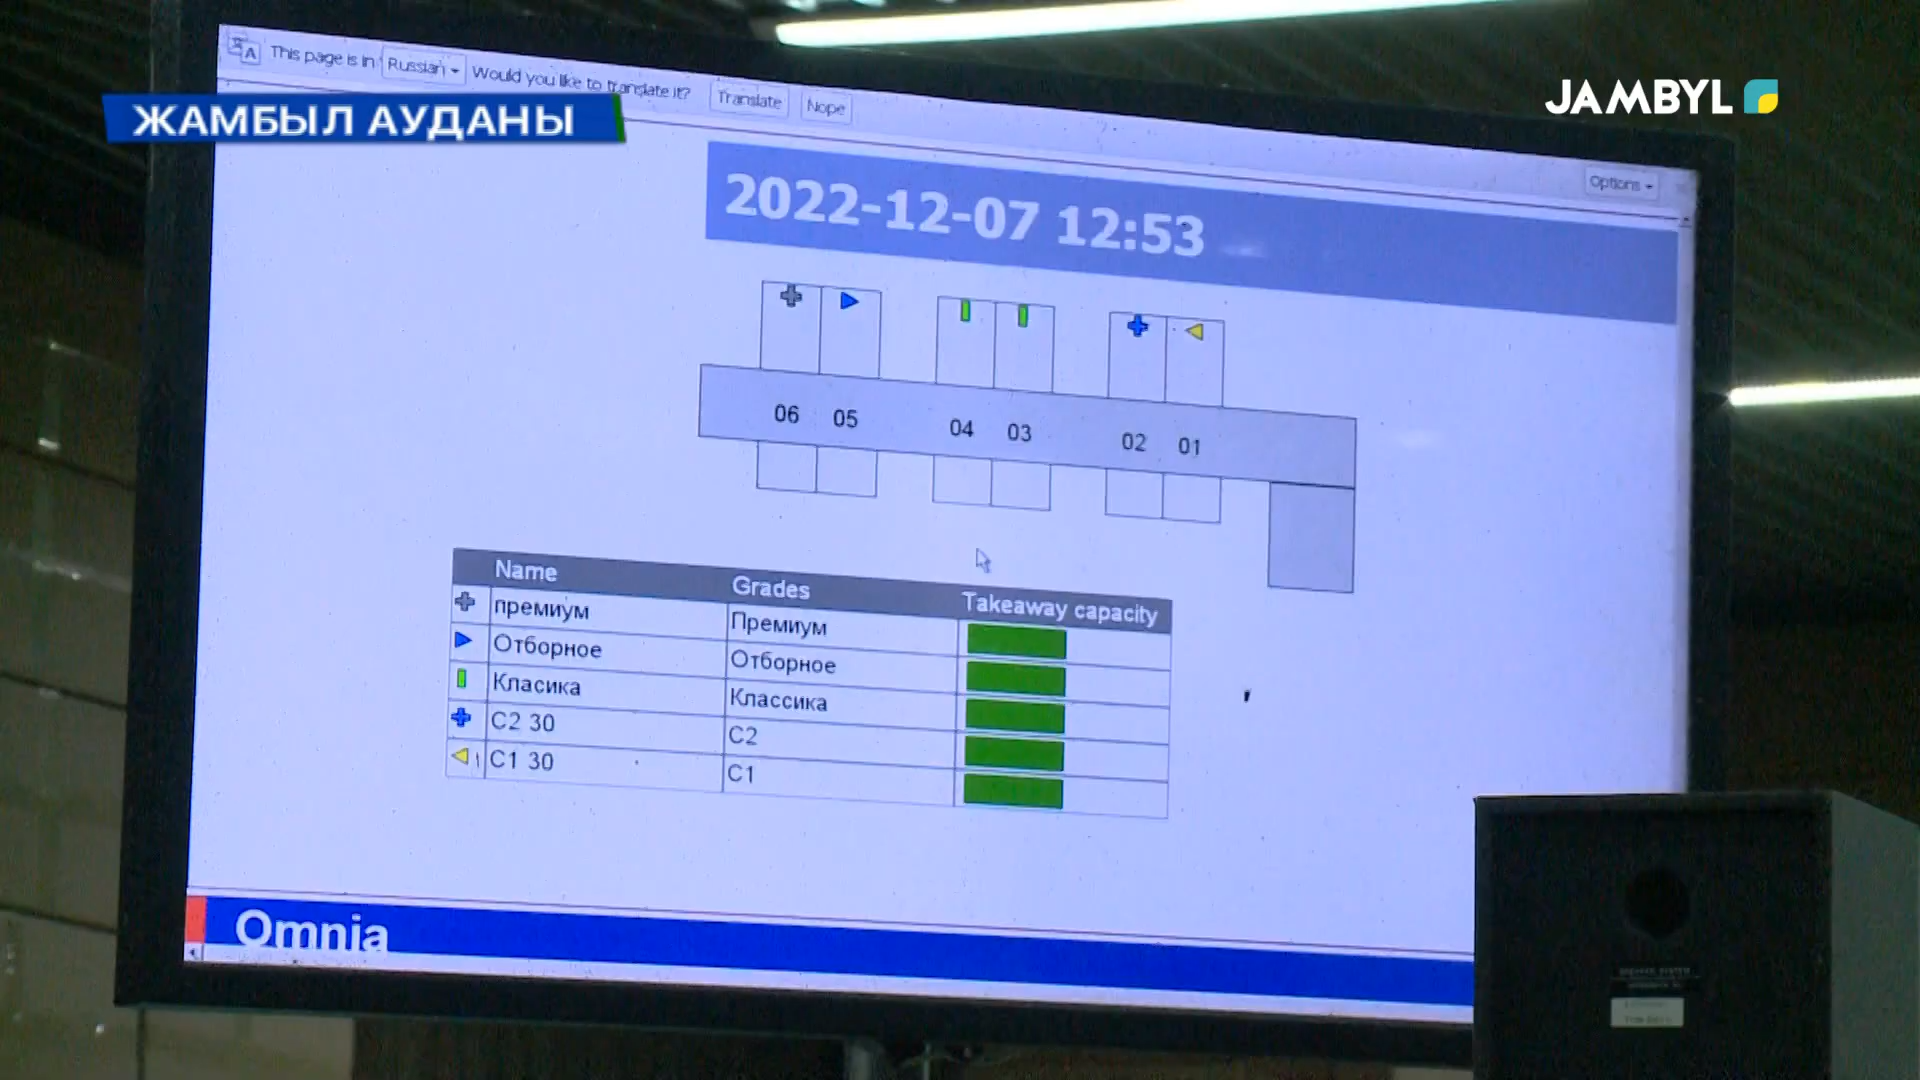 This page is in Russian Would you like to translate it? Translate Nope
Options
ЖАМБЫЛ АУДАНЫ
JAMBYL
2022-12-07 12:53
06 05 04 03 02 01
Name Grades Takeaway capacity
премиум Премиум
Отборное Отборное
Класика Классика
C2 30 C2
C1 30 C1
Omnia